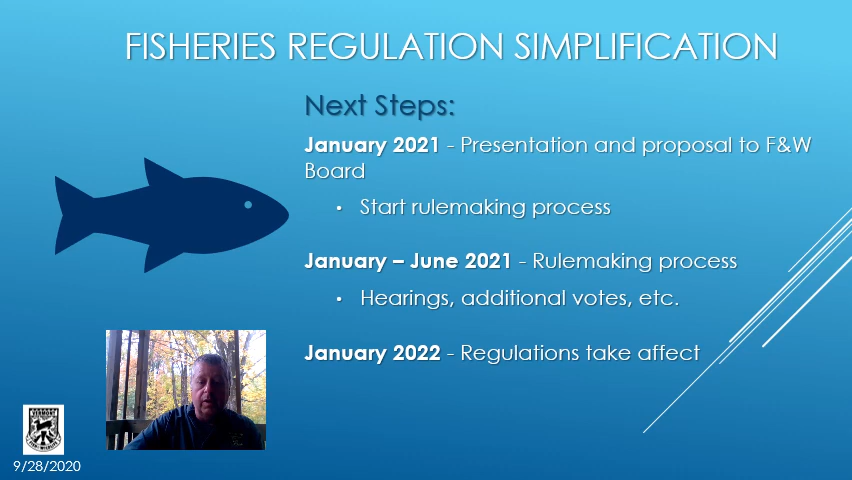 FISHERIES REGULATION SIMPLIFICATION
Next Steps:
January 2021 - Presentation and proposal to F&W
Board
• Start rulemaking process
January – June 2021 - Rulemaking process
• Hearings, additional votes, etc.
January 2022 - Regulations take affect
VERMONT
9/28/2020